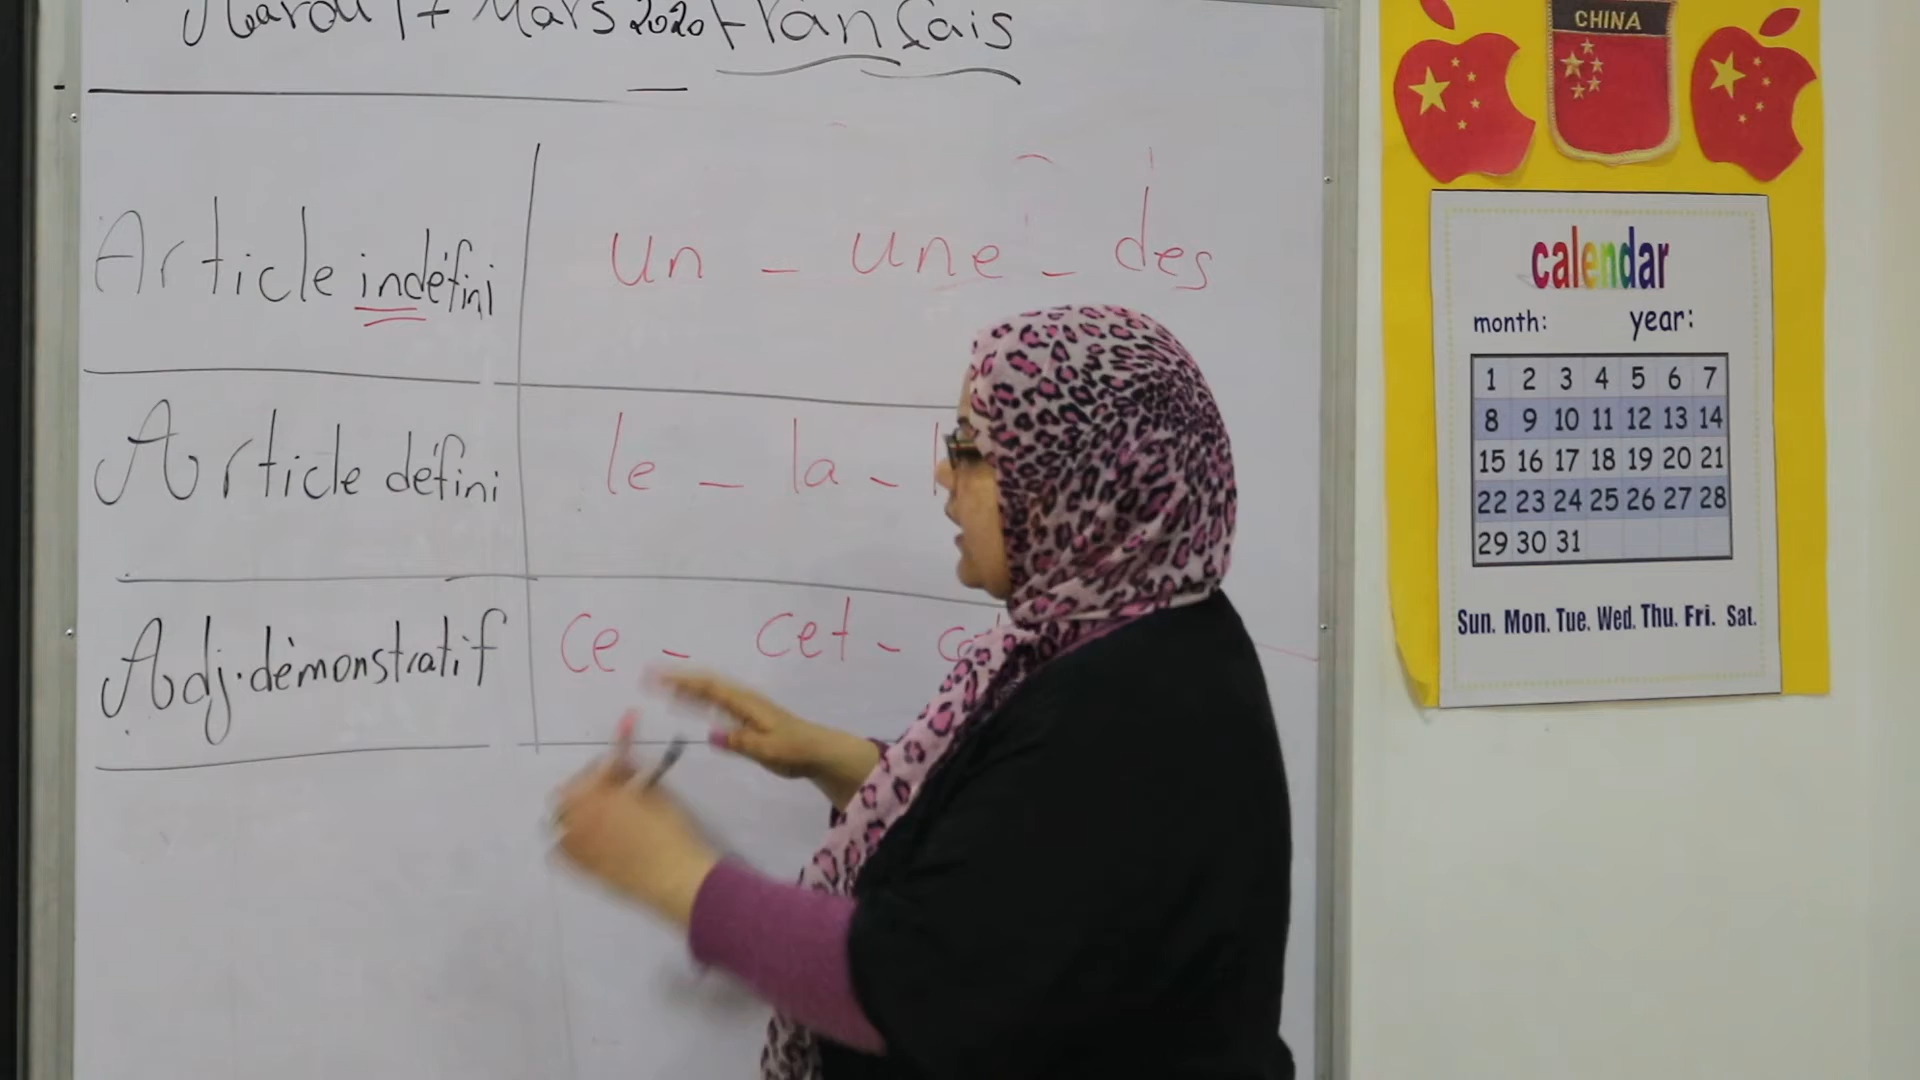 Mardi 17 Mars 2020 Français
Article indéfini un - une - des
Article défini le - la -
Adj. démonstratif ce - cet -
CHINA
calendar
month: year:
1 2 3 4 5 6 7
8 9 10 11 12 13 14
15 16 17 18 19 20 21
22 23 24 25 26 27 28
29 30 31
Sun. Mon. Tue. Wed. Thu. Fri. Sat.